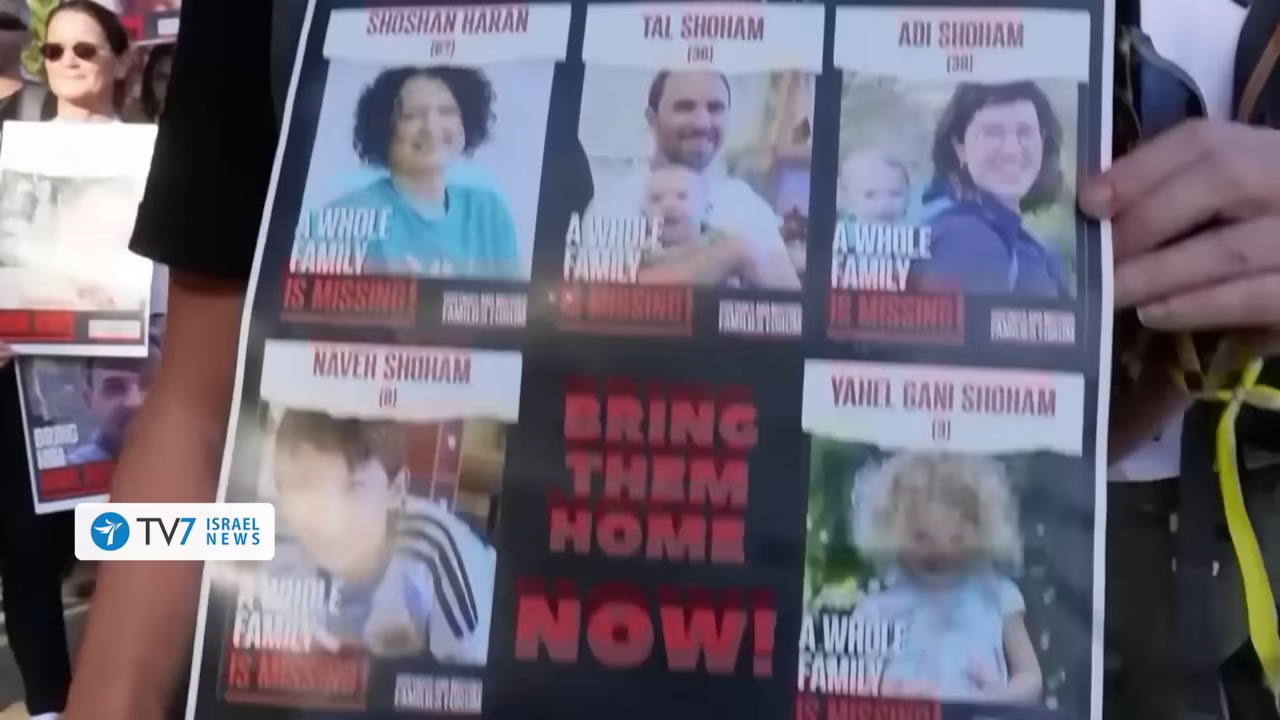 SHOSHAN HARAN
(67)
A WHOLE
FAMILY
IS MISSING!
TAL SHOHAM
(38)
A WHOLE
FAMILY
IS MISSING!
ADI SHOHAM
(38)
A WHOLE
FAMILY
IS MISSING!
NAVEH SHOHAM
(8)
A WHOLE
FAMILY
IS MISSING!
BRING
THEM
HOME
NOW!
YAHEL GANI SHOHAM
(3)
A WHOLE
FAMILY
IS MISSING!
BRING
TV7 ISRAEL
NEWS